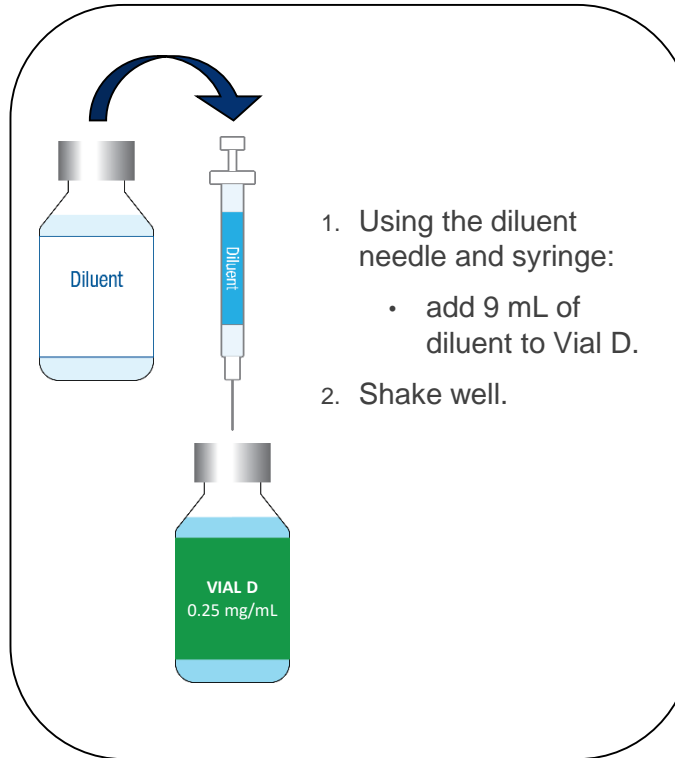 Diluent
Diluent
1. Using the diluent
needle and syringe:
• add 9 mL of
diluent to Vial D.
2. Shake well.
VIAL D
0.25 mg/mL